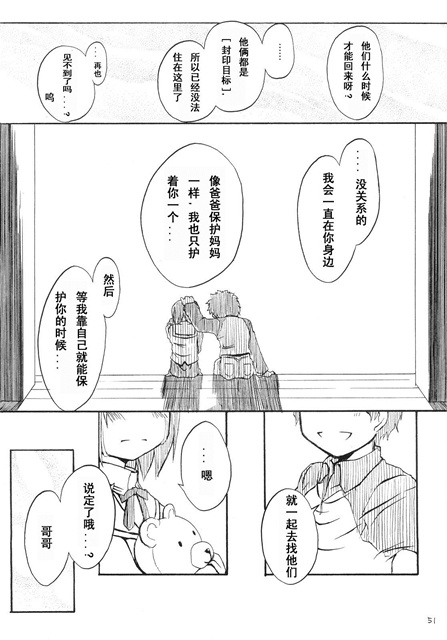 他们什么时候
才能回来呀?
……
他俩都是
[封印目标].
所以已经没法
住在这里了
...再也
见不到了吗...?
呜
....没关系的
我会一直在你身边
像爸爸保护妈妈
一样,我也只护
着你一个...
然后
等我靠自己就能保
护你的时候...
就一起去找他们
...嗯
说定了哦...?
哥哥
51